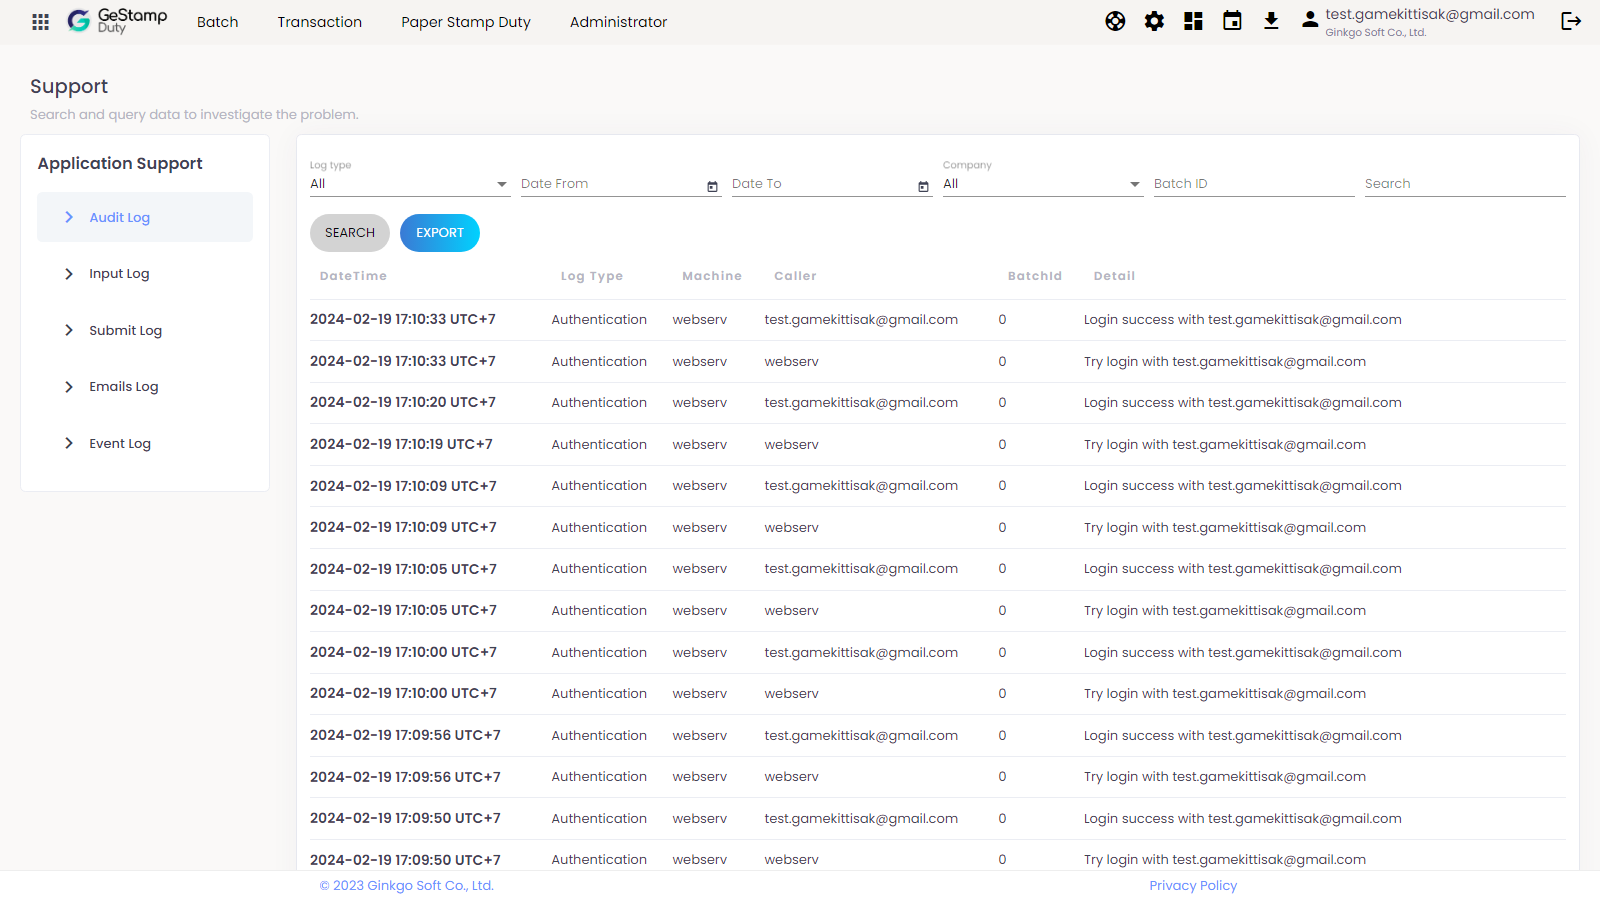 GeStamp
Duty
Batch
Transaction
Paper Stamp Duty
Administrator
test.gamekittisak@gmail.com
Ginkgo Soft Co., Ltd.
Support
Search and query data to investigate the problem.
Application Support
Audit Log
Input Log
Submit Log
Emails Log
Event Log
Log type
All
Date From
Date To
Company
All
Batch ID
Search
SEARCH
EXPORT
DateTime Log Type Machine Caller BatchId Detail
2024-02-19 17:10:33 UTC+7 Authentication webserv test.gamekittisak@gmail.com 0 Login success with test.gamekittisak@gmail.com
2024-02-19 17:10:33 UTC+7 Authentication webserv webserv 0 Try login with test.gamekittisak@gmail.com
2024-02-19 17:10:20 UTC+7 Authentication webserv test.gamekittisak@gmail.com 0 Login success with test.gamekittisak@gmail.com
2024-02-19 17:10:19 UTC+7 Authentication webserv webserv 0 Try login with test.gamekittisak@gmail.com
2024-02-19 17:10:09 UTC+7 Authentication webserv test.gamekittisak@gmail.com 0 Login success with test.gamekittisak@gmail.com
2024-02-19 17:10:09 UTC+7 Authentication webserv webserv 0 Try login with test.gamekittisak@gmail.com
2024-02-19 17:10:05 UTC+7 Authentication webserv test.gamekittisak@gmail.com 0 Login success with test.gamekittisak@gmail.com
2024-02-19 17:10:05 UTC+7 Authentication webserv webserv 0 Try login with test.gamekittisak@gmail.com
2024-02-19 17:10:00 UTC+7 Authentication webserv test.gamekittisak@gmail.com 0 Login success with test.gamekittisak@gmail.com
2024-02-19 17:10:00 UTC+7 Authentication webserv webserv 0 Try login with test.gamekittisak@gmail.com
2024-02-19 17:09:56 UTC+7 Authentication webserv test.gamekittisak@gmail.com 0 Login success with test.gamekittisak@gmail.com
2024-02-19 17:09:56 UTC+7 Authentication webserv webserv 0 Try login with test.gamekittisak@gmail.com
2024-02-19 17:09:50 UTC+7 Authentication webserv test.gamekittisak@gmail.com 0 Login success with test.gamekittisak@gmail.com
2024-02-19 17:09:50 UTC+7 Authentication webserv webserv 0 Try login with test.gamekittisak@gmail.com
© 2023 Ginkgo Soft Co., Ltd.
Privacy Policy